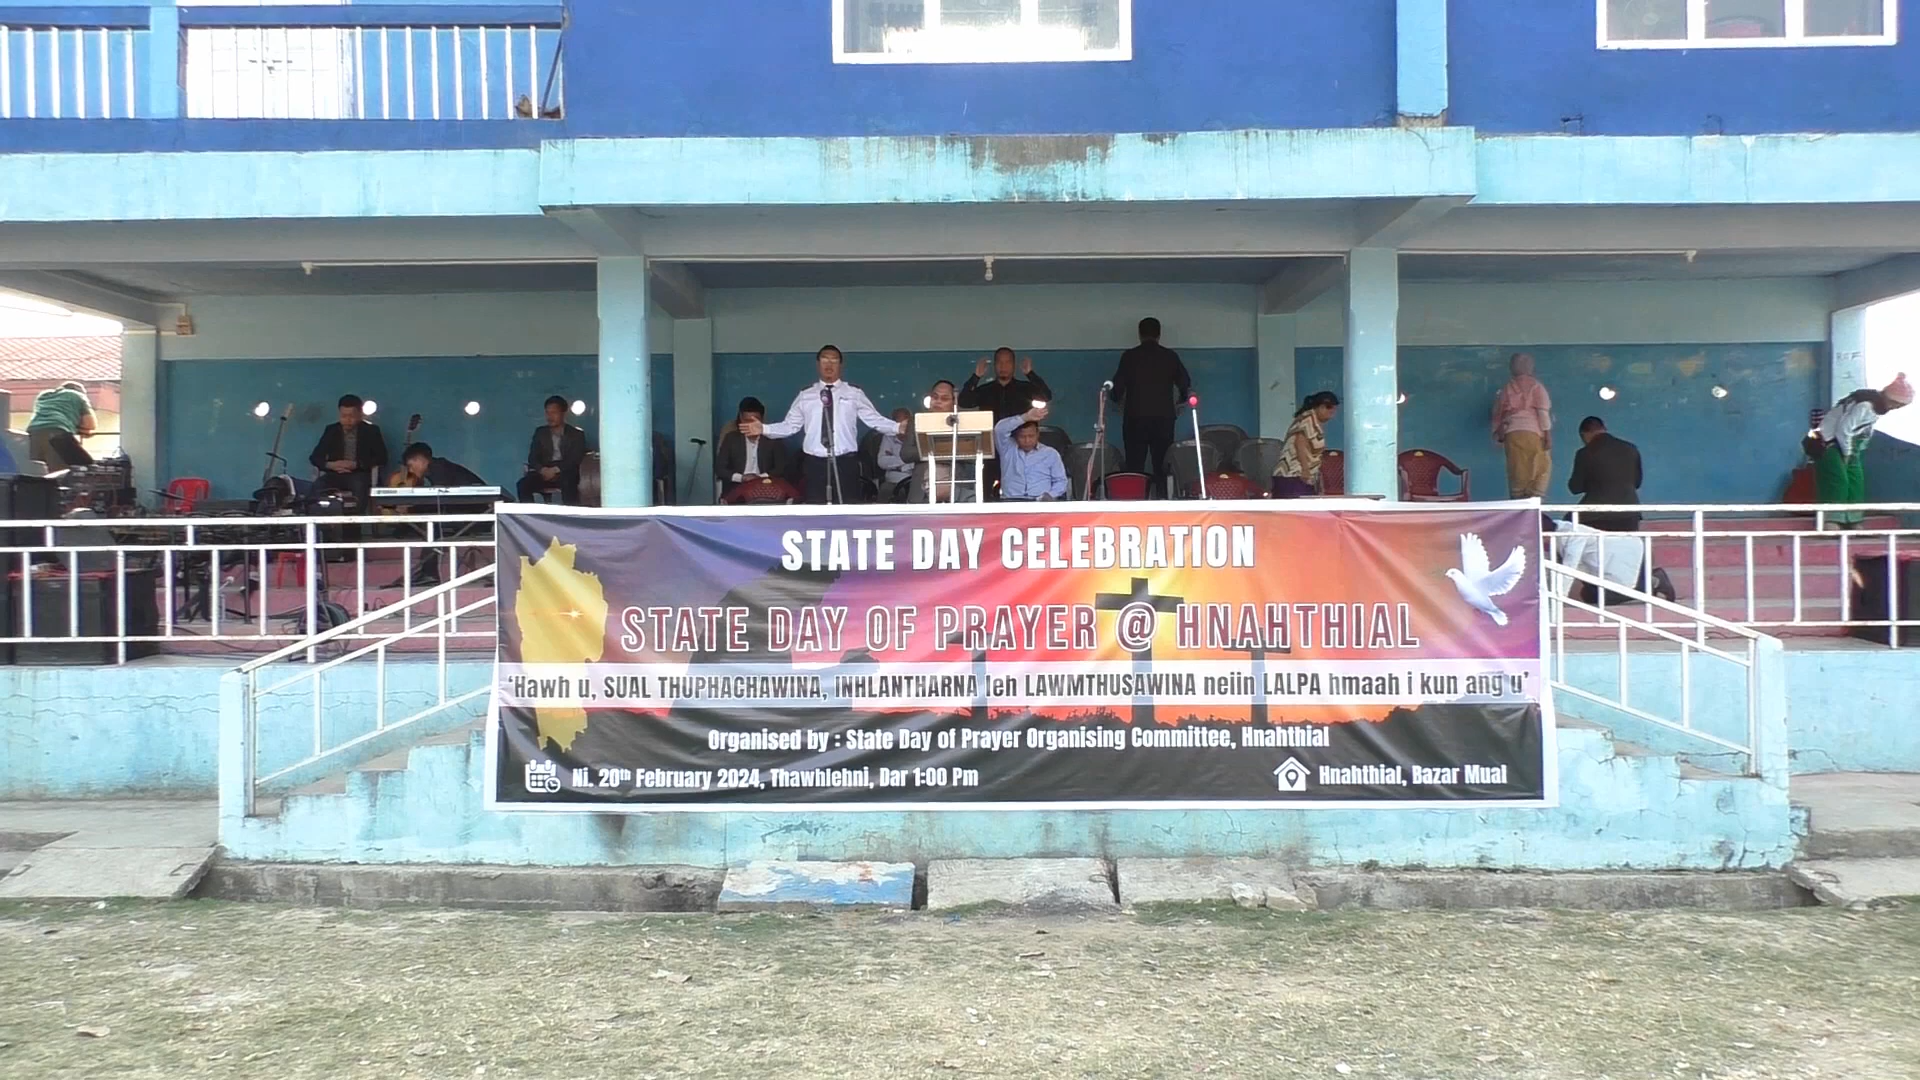 STATE DAY CELEBRATION
STATE DAY OF PRAYER @ HNAHTHIAL
'Hawh u, SUAL THUPHACHAWINA, INHLANTHARNA leh LAWMTHUSAWINA neiin LALPA hmaah i kun ang u'
Organised by : State Day of Prayer Organising Committee, Hnahthial
Ni. 20th February 2024, Thawhlehni, Dar 1:00 Pm
Hnahthial, Bazar Mual